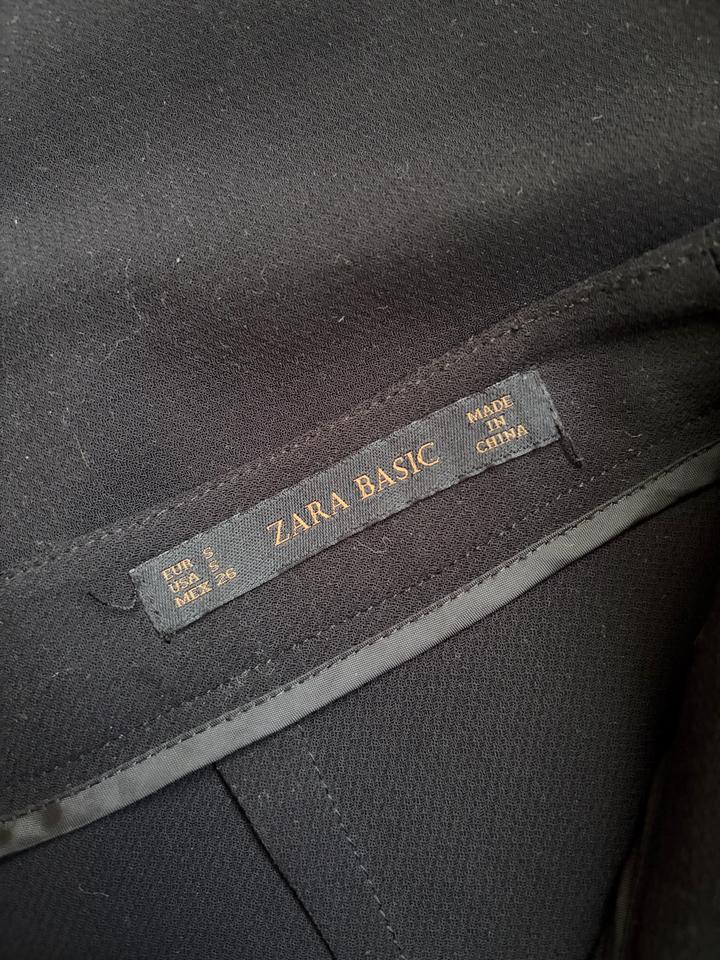 EUR S
USA S
MEX 26
ZARA BASIC
MADE
IN
CHINA